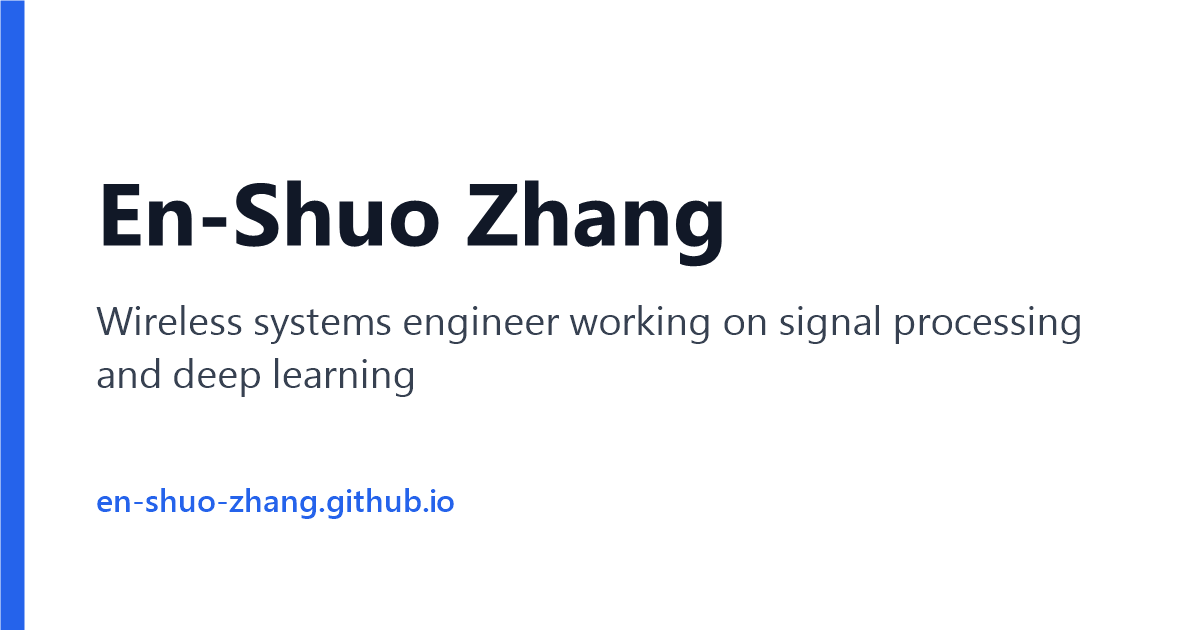 En-Shuo Zhang
Wireless systems engineer working on signal processing
and deep learning
en-shuo-zhang.github.io